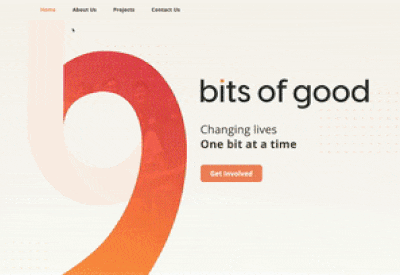 Home About Us Projects Contact Us
bits of good
Changing lives
One bit at a time
Get Involved